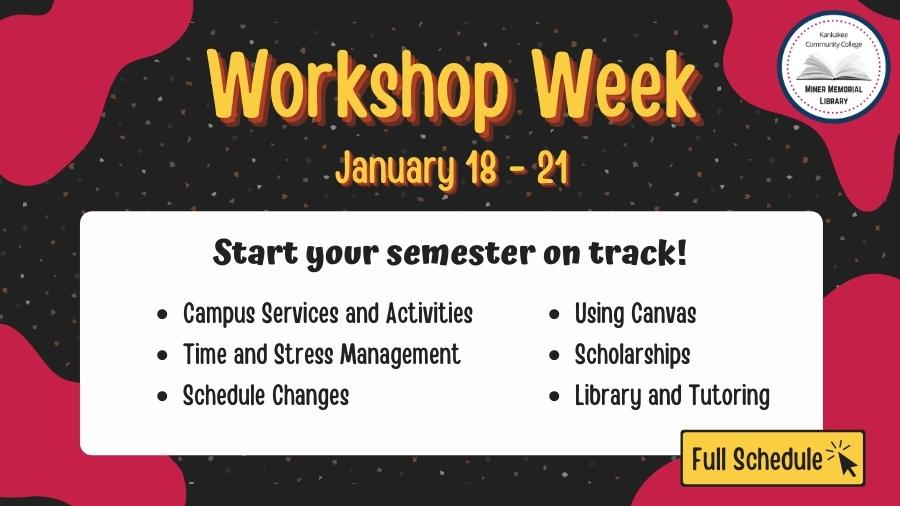 Workshop Week
January 18 - 21
Kankakee
Community College
Miner Memorial
Library
Start your semester on track!
Campus Services and Activities
Time and Stress Management
Schedule Changes
Using Canvas
Scholarships
Library and Tutoring
Full Schedule